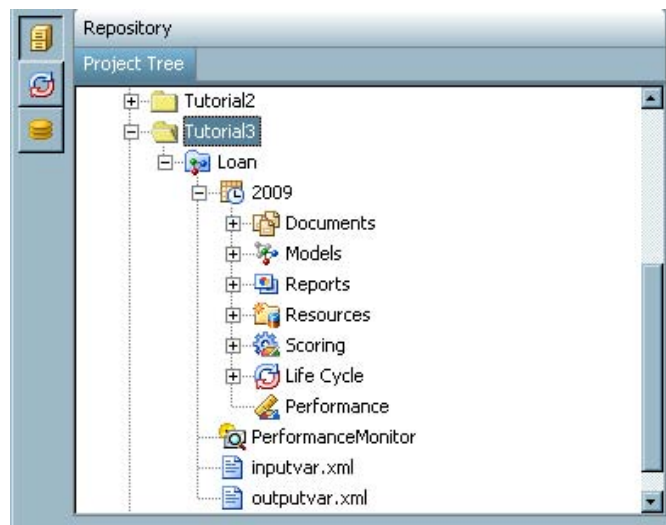 Repository
Project Tree
Tutorial2
Tutorial3
Loan
2009
Documents
Models
Reports
Resources
Scoring
Life Cycle
Performance
PerformanceMonitor
inputvar.xml
outputvar.xml